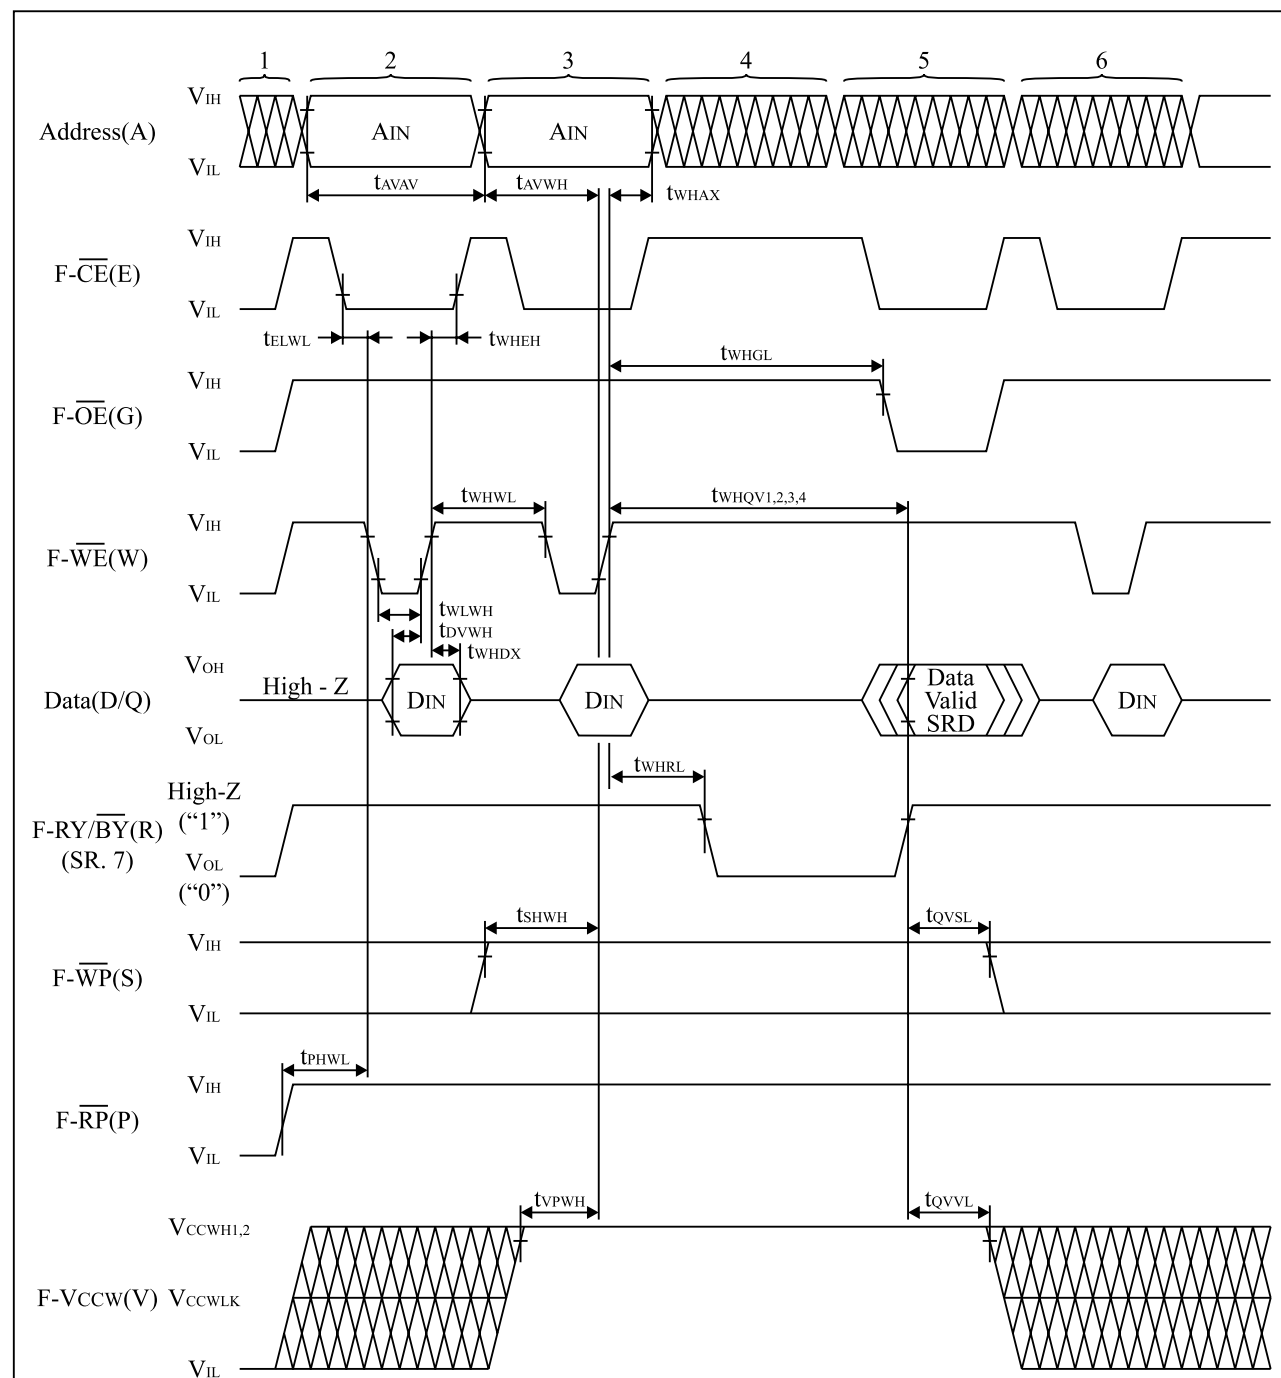 1 2 3 4 5 6
VIH
Address(A) AIN AIN
VIL
tAVAV tAVWH tWHAX
VIH
F-CE(E)
VIL
tELWL tWHEH
tWHGL
VIH
F-OE(G)
VIL
tWHWL tWHQV1,2,3,4
VIH
F-WE(W)
VIL
tWLWH
tDVWH
tWHDX
VOH
High - Z
Data(D/Q) DIN DIN Data Valid SRD DIN
VOL
tWHRL
High-Z
("1")
F-RY/BY(R)
(SR. 7)
VOL
("0")
tSHWH tQVSL
VIH
F-WP(S)
VIL
tPHWL
VIH
F-RP(P)
VIL
tVPWH tQVVL
VCCWH1,2
F-VCCW(V) VCCWLK
VIL